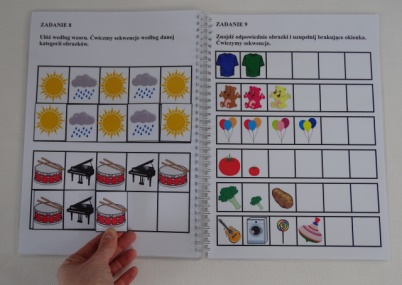 ZADANIE 8
Ułóż według wzoru. Ćwiczmy sekwencje według danej
kategorii obrazków.
ZADANIE 9
Znajdź odpowiednie obrazki i uzupełnij brakujące okienka.
Ćwiczymy sekwencje.